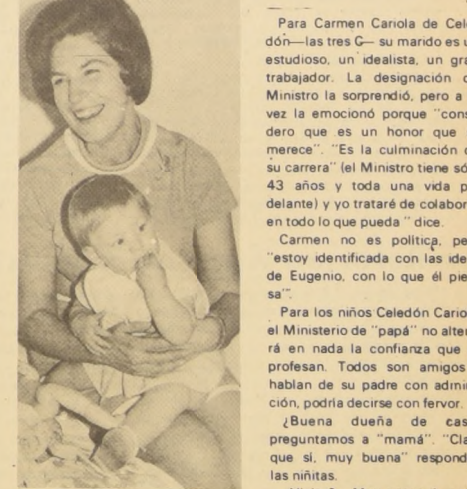 Para Carmen Cariola de Cele
dón—las tres C— su marido es u
estudioso, un idealista, un gra
trabajador. La designación d
Ministro la sorprendió, pero a
vez la emocionó porque "cons
dero que es un honor que
merece". "Es la culminación d
su carrera" (el Ministro tiene só
43 años y toda una vida p
delante) y yo trataré de colabor
en todo lo que pueda " dice.
Carmen no es política, pe
"estoy identificada con las ide
de Eugenio, con lo que él pie
sa".
Para los niños Celedón Cario
el Ministerio de "papá" no alte
rá en nada la confianza que
profesan. Todos son amigos
hablan de su padre con admi
ción, podría decirse con fervor.
¿Buena dueña de cas
preguntamos a "mamá". "Cla
que si, muy buena" respond
las niñitas.